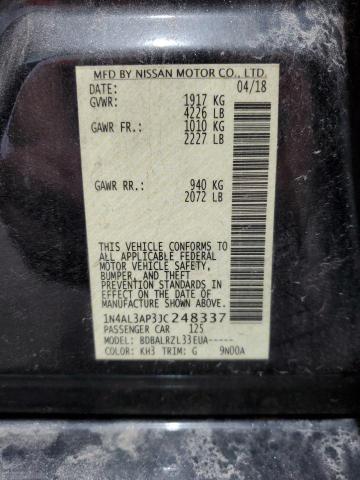 MFD BY NISSAN MOTOR CO., LTD.
DATE: 04/18
GVWR: 1917 KG
4226 LB
GAWR FR.: 1010 KG
2227 LB
GAWR RR.: 940 KG
2072 LB
THIS VEHICLE CONFORMS TO
ALL APPLICABLE FEDERAL
MOTOR VEHICLE SAFETY,
BUMPER, AND THEFT
PREVENTION STANDARDS
IN EFFECT ON THE DATE OF
MANUFACTURE SHOWN ABOVE.
1N4AL3AP3JC248337
PASSENGER CAR 125
MODEL: BDBALRZL33EUA-----
COLOR: KH3 TRIM: G 9N00A